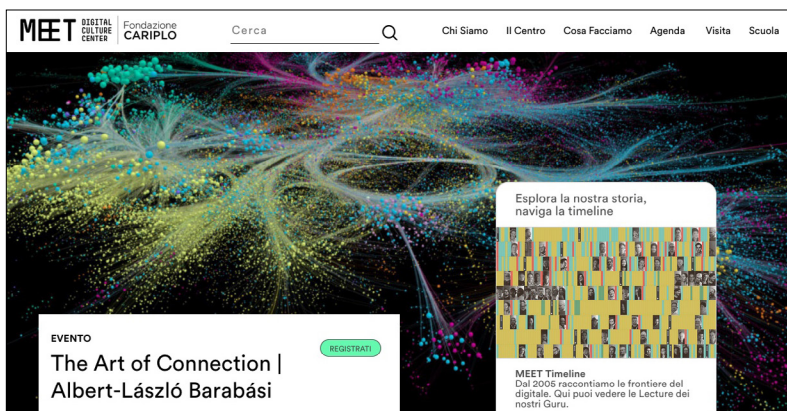 MEET DIGITAL CULTURE CENTER Fondazione CARIPLO
Cerca
Chi Siamo Il Centro Cosa Facciamo Agenda Visita Scuola
Esplora la nostra storia,
naviga la timeline
EVENTO
REGISTRATI
The Art of Connection |
Albert-László Barabási
MEET Timeline
Dal 2005 raccontiamo le frontiere del
digitale. Qui puoi vedere le Lecture dei
nostri Guru.